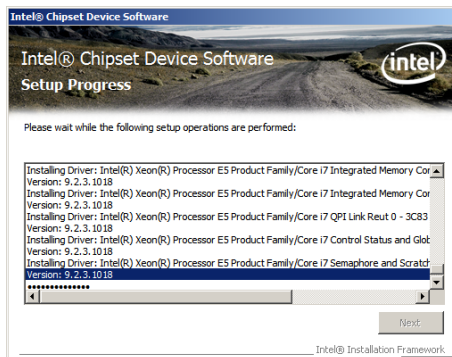 Intel® Chipset Device Software
Intel® Chipset Device Software
Setup Progress
intel
Please wait while the following setup operations are performed:
Installing Driver: Intel(R) Xeon(R) Processor E5 Product Family/Core i7 Integrated Memory Cor
Version: 9.2.3.1018
Installing Driver: Intel(R) Xeon(R) Processor E5 Product Family/Core i7 Integrated Memory Cor
Version: 9.2.3.1018
Installing Driver: Intel(R) Xeon(R) Processor E5 Product Family/Core i7 QPI Link Reut 0 - 3C83
Version: 9.2.3.1018
Installing Driver: Intel(R) Xeon(R) Processor E5 Product Family/Core i7 Control Status and Glob
Version: 9.2.3.1018
Installing Driver: Intel(R) Xeon(R) Processor E5 Product Family/Core i7 Semaphore and Scratch
Version: 9.2.3.1018
Next
Intel® Installation Framework